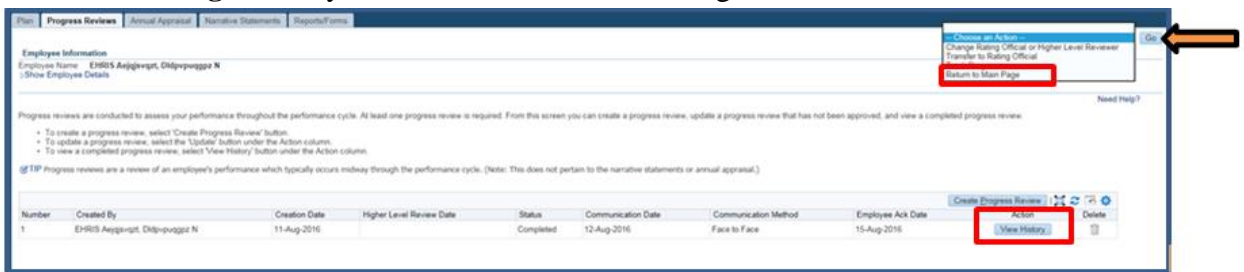 Plan Progress Reviews Annual Appraisal Narrative Statements Reports/Forms
-- Choose an Action --
Go
Change Rating Official or Higher Level Reviewer
Transfer to Rating Official
Return to Main Page
Employee Information
Employee Name EHRIS
Show Employee Details
Need Help?
Progress reviews are conducted to assess your performance throughout the performance cycle. At least one progress review is required. From this screen you can create a progress review, update a progress review that has not been approved, and view a completed progress review.
• To create a progress review, select 'Create Progress Review' button.
• To update a progress review, select the 'Update' button under the Action column.
• To view a completed progress review, select 'View History' button under the Action column.
TIP Progress reviews are a review of an employee's performance which typically occurs midway through the performance cycle. (Note: This does not pertain to the narrative statements or annual appraisal.)
Create Progress Review
Number Created By Creation Date Higher Level Review Date Status Communication Date Communication Method Employee Ack Date Action Delete
1 EHRIS N 11-Aug-2016 Completed 12-Aug-2016 Face to Face 15-Aug-2016 View History